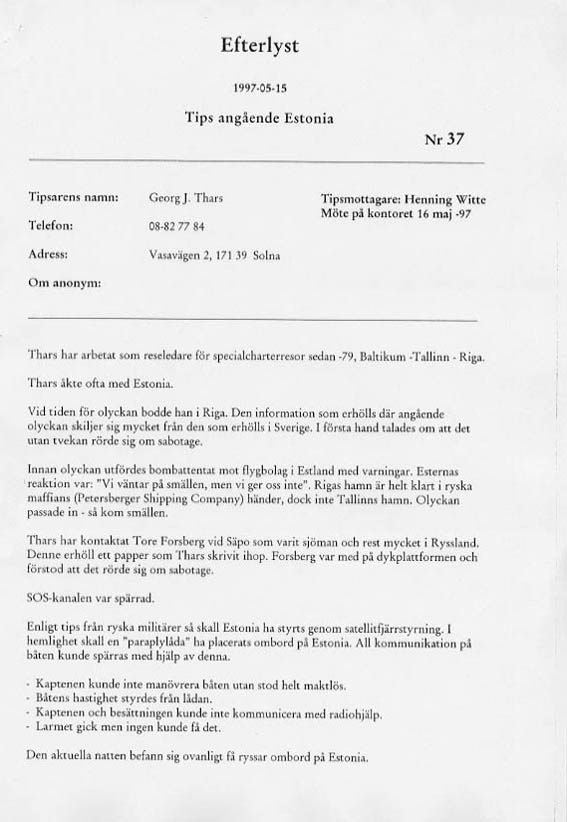 Efterlyst
1997-05-15
Tips angående Estonia
Nr 37
Tipsarens namn: Georg J. Thars
Tipsmottagare: Henning Witte
Möte på kontoret 16 maj -97
Telefon: 08-82 77 84
Adress: Vasavägen 2, 171 39 Solna
Om anonym:
Thars har arbetat som reseledare för specialcharterresor sedan -79, Baltikum -Tallinn - Riga.
Thars åkte ofta med Estonia.
Vid tiden för olyckan bodde han i Riga. Den information som erhölls där angående
olyckan skiljer sig mycket från den som erhölls i Sverige. I första hand talades om att det
utan tvekan rörde sig om sabotage.
Innan olyckan utfördes bombattentat mot flygbolag i Estland med varningar. Esternas
reaktion var: "Vi väntar på smällen, men vi ger oss inte". Rigas hamn är helt klart i ryska
maffians (Petersberger Shipping Company) händer, dock inte Tallinns hamn. Olyckan
passade in - så kom smällen.
Thars har kontaktat Tore Forsberg vid Säpo som varit sjöman och rest mycket i Ryssland.
Denne erhöll ett papper som Thars skrivit ihop. Forsberg var med på dykplattformen och
förstod att det rörde sig om sabotage.
SOS-kanalen var spärrad.
Enligt tips från ryska militärer så skall Estonia ha styrts genom satellitfjärrstyrning. I
hemlighet skall en "paraplylåda" ha placerats ombord på Estonia. All kommunikation på
båten kunde spärras med hjälp av denna.
- Kaptenen kunde inte manövrera båten utan stod helt maktlös.
- Båtens hastighet styrdes från lådan.
- Kaptenen och besättningen kunde inte kommunicera med radiohjälp.
- Larmet gick men ingen kunde få det.
Den aktuella natten befann sig ovanligt få ryssar ombord på Estonia.